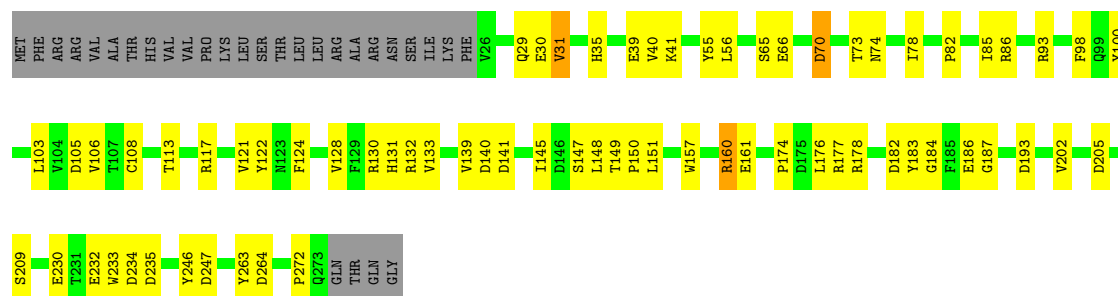 MET PHE ARG ARG VAL ALA THR HIS VAL VAL PRO LYS LEU SER THR LEU LEU ARG ALA ARG ASN SER ILE LYS PHE V26 Q29 E30 V31 H35 E39 V40 K41 Y55 L56 S65 E66 D70 T73 N74 I78 P82 I85 R86 R93 F98 Q99 Y100
L103 V104 D105 V106 T107 C108 T113 R117 V121 Y122 N123 F124 V128 F129 R130 H131 R132 V133 V139 D140 D141 I145 D146 S147 L148 T149 P150 L151 W157 R160 E161 P174 D175 L176 R177 R178 D182 Y183 G184 F185 E186 G187 D193 V202 D205
S209 E230 T231 E232 W233 D234 D235 Y246 D247 Y263 D264 P272 Q273 GLN THR GLN GLY